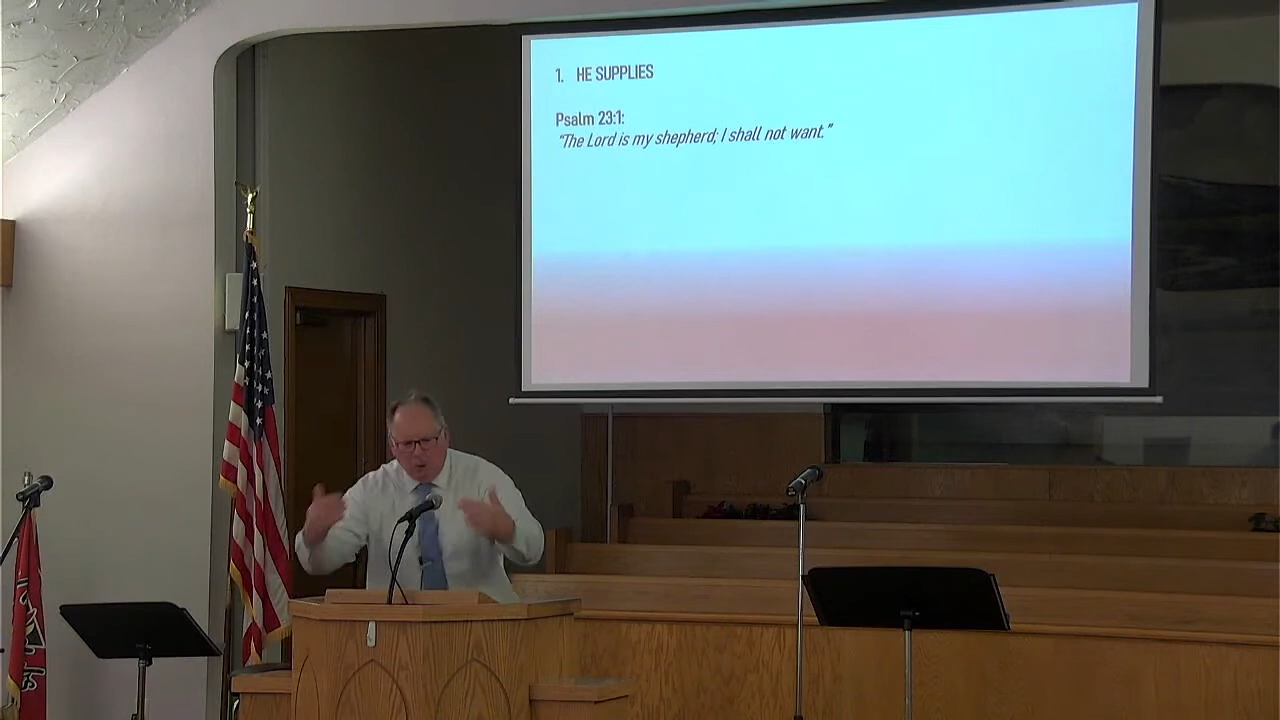 1. HE SUPPLIES
Psalm 23:1:
“The Lord is my shepherd; I shall not want.”